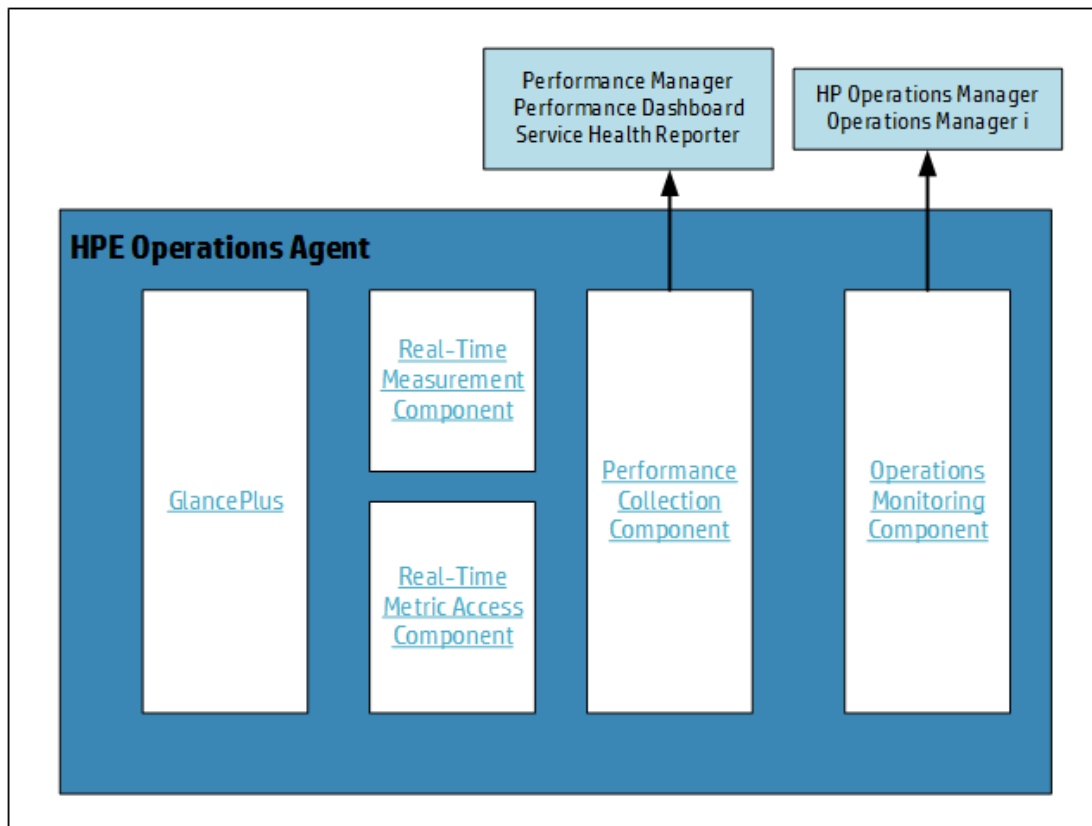 Performance Manager
Performance Dashboard
Service Health Reporter
HP Operations Manager
Operations Manager i
HPE Operations Agent
GlancePlus
Real-Time
Measurement
Component
Real-Time
Metric Access
Component
Performance
Collection
Component
Operations
Monitoring
Component